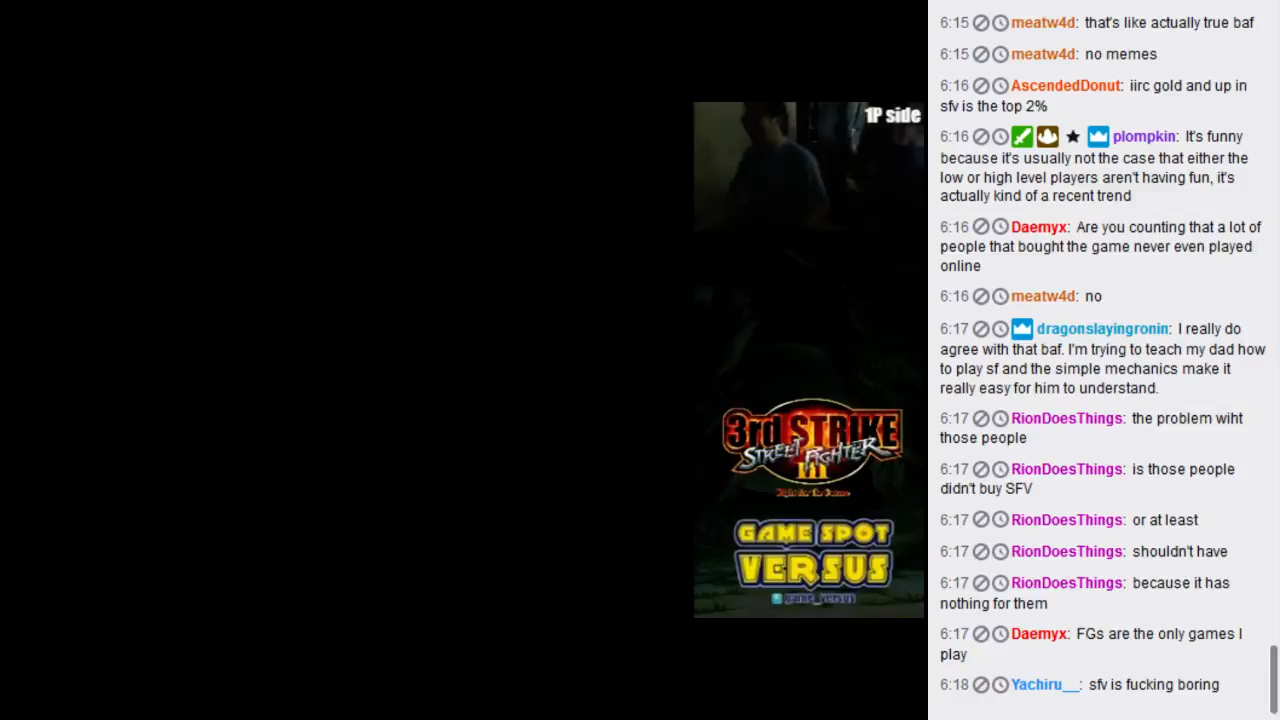 1P side
3rd STRIKE
STREET FIGHTER
III
Fight for the Future
GAME SPOT
VERSUS
game_versus
6:15 meatw4d: that's like actually true baf
6:15 meatw4d: no memes
6:16 AscendedDonut: iirc gold and up in
sfv is the top 2%
6:16 plompkin: It's funny
because it's usually not the case that either the
low or high level players aren't having fun, it's
actually kind of a recent trend
6:16 Daemyx: Are you counting that a lot of
people that bought the game never even played
online
6:16 meatw4d: no
6:17 dragonslayingronin: I really do
agree with that baf. I'm trying to teach my dad how
to play sf and the simple mechanics make it
really easy for him to understand.
6:17 RionDoesThings: the problem wiht
those people
6:17 RionDoesThings: is those people
didn't buy SFV
6:17 RionDoesThings: or at least
6:17 RionDoesThings: shouldn't have
6:17 RionDoesThings: because it has
nothing for them
6:17 Daemyx: FGs are the only games I
play
6:18 Yachiru__: sfv is fucking boring